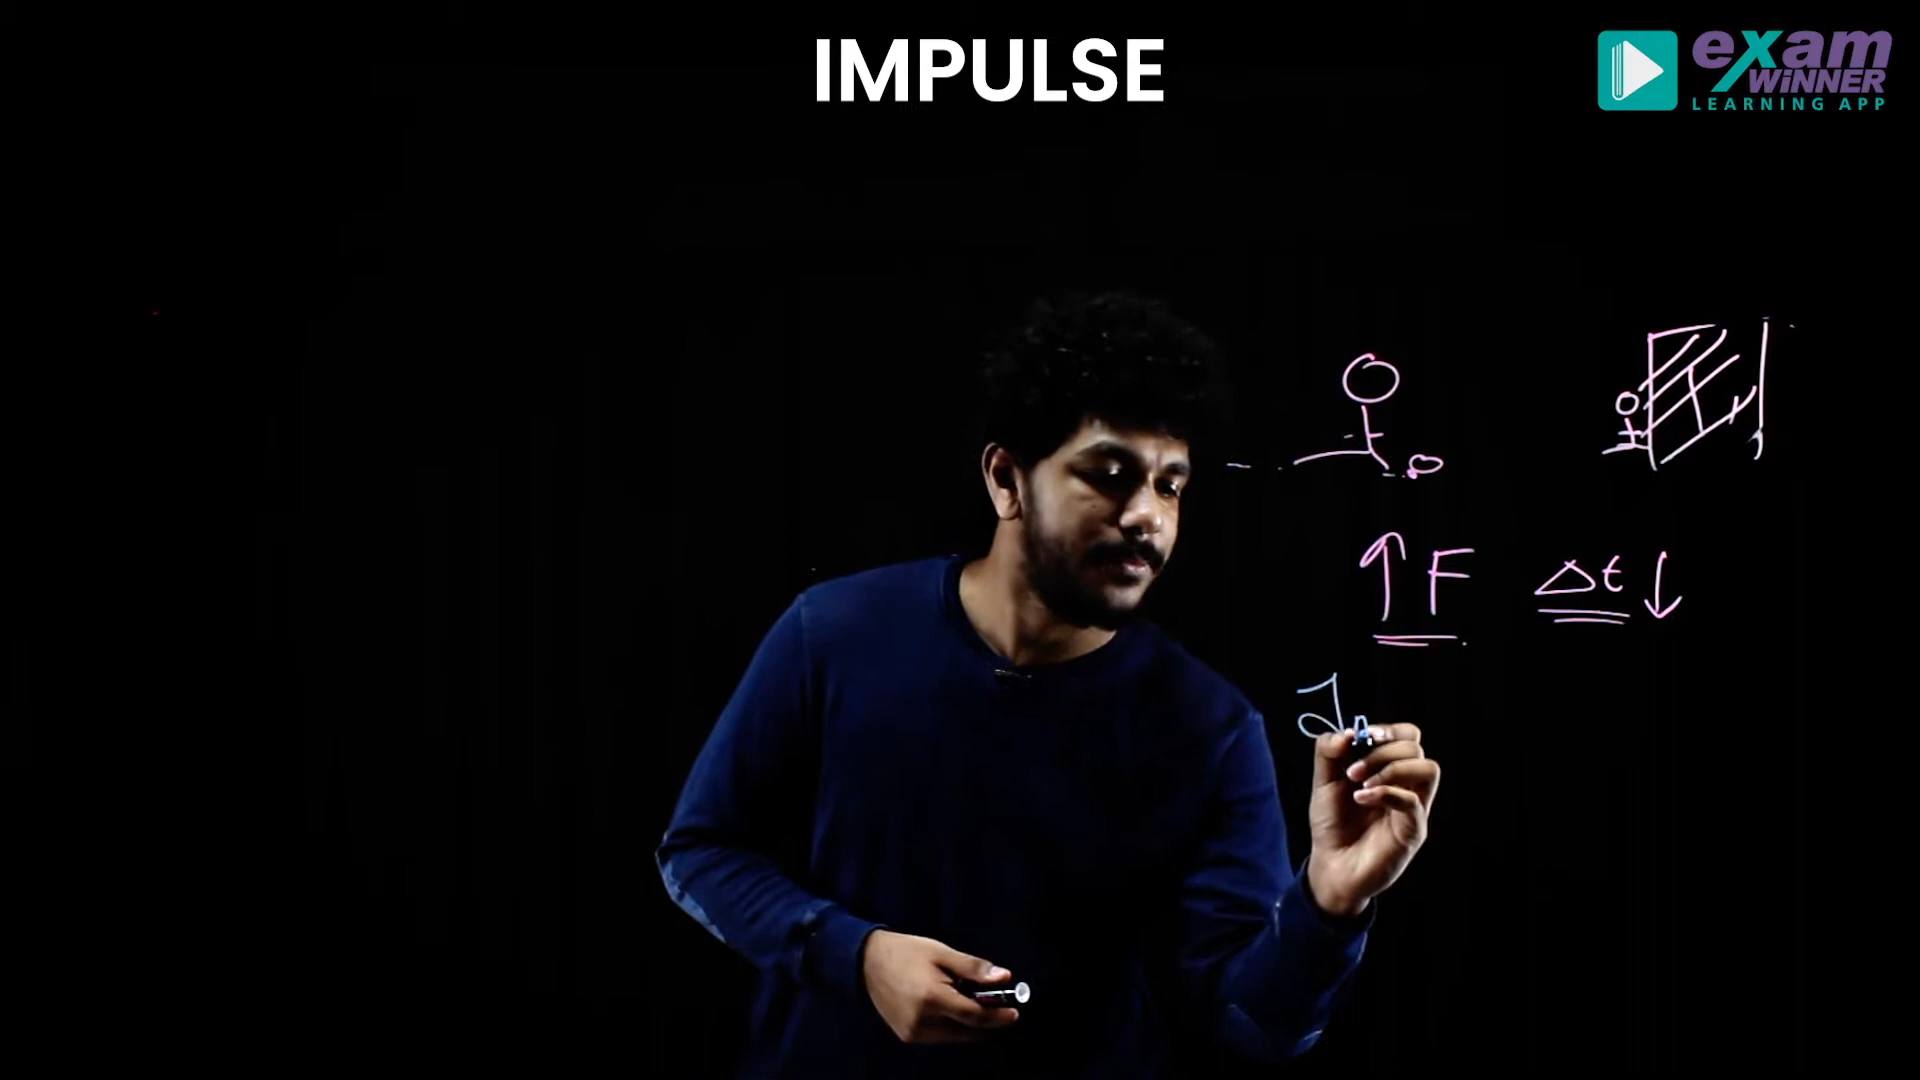 IMPULSE
exam
WiNNER
LEARNING APP
↑ F Δt ↓